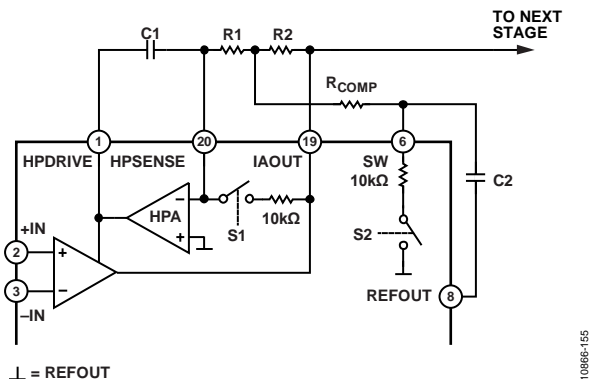 TO NEXT
STAGE
C1
R1
R2
RCOMP
1
20
19
6
HPDRIVE
HPSENSE
IAOUT
SW
10kΩ
C2
HPA
–
+
S1
10kΩ
S2
+IN
2
+
3
–
–IN
REFOUT
8
= REFOUT
10866-155